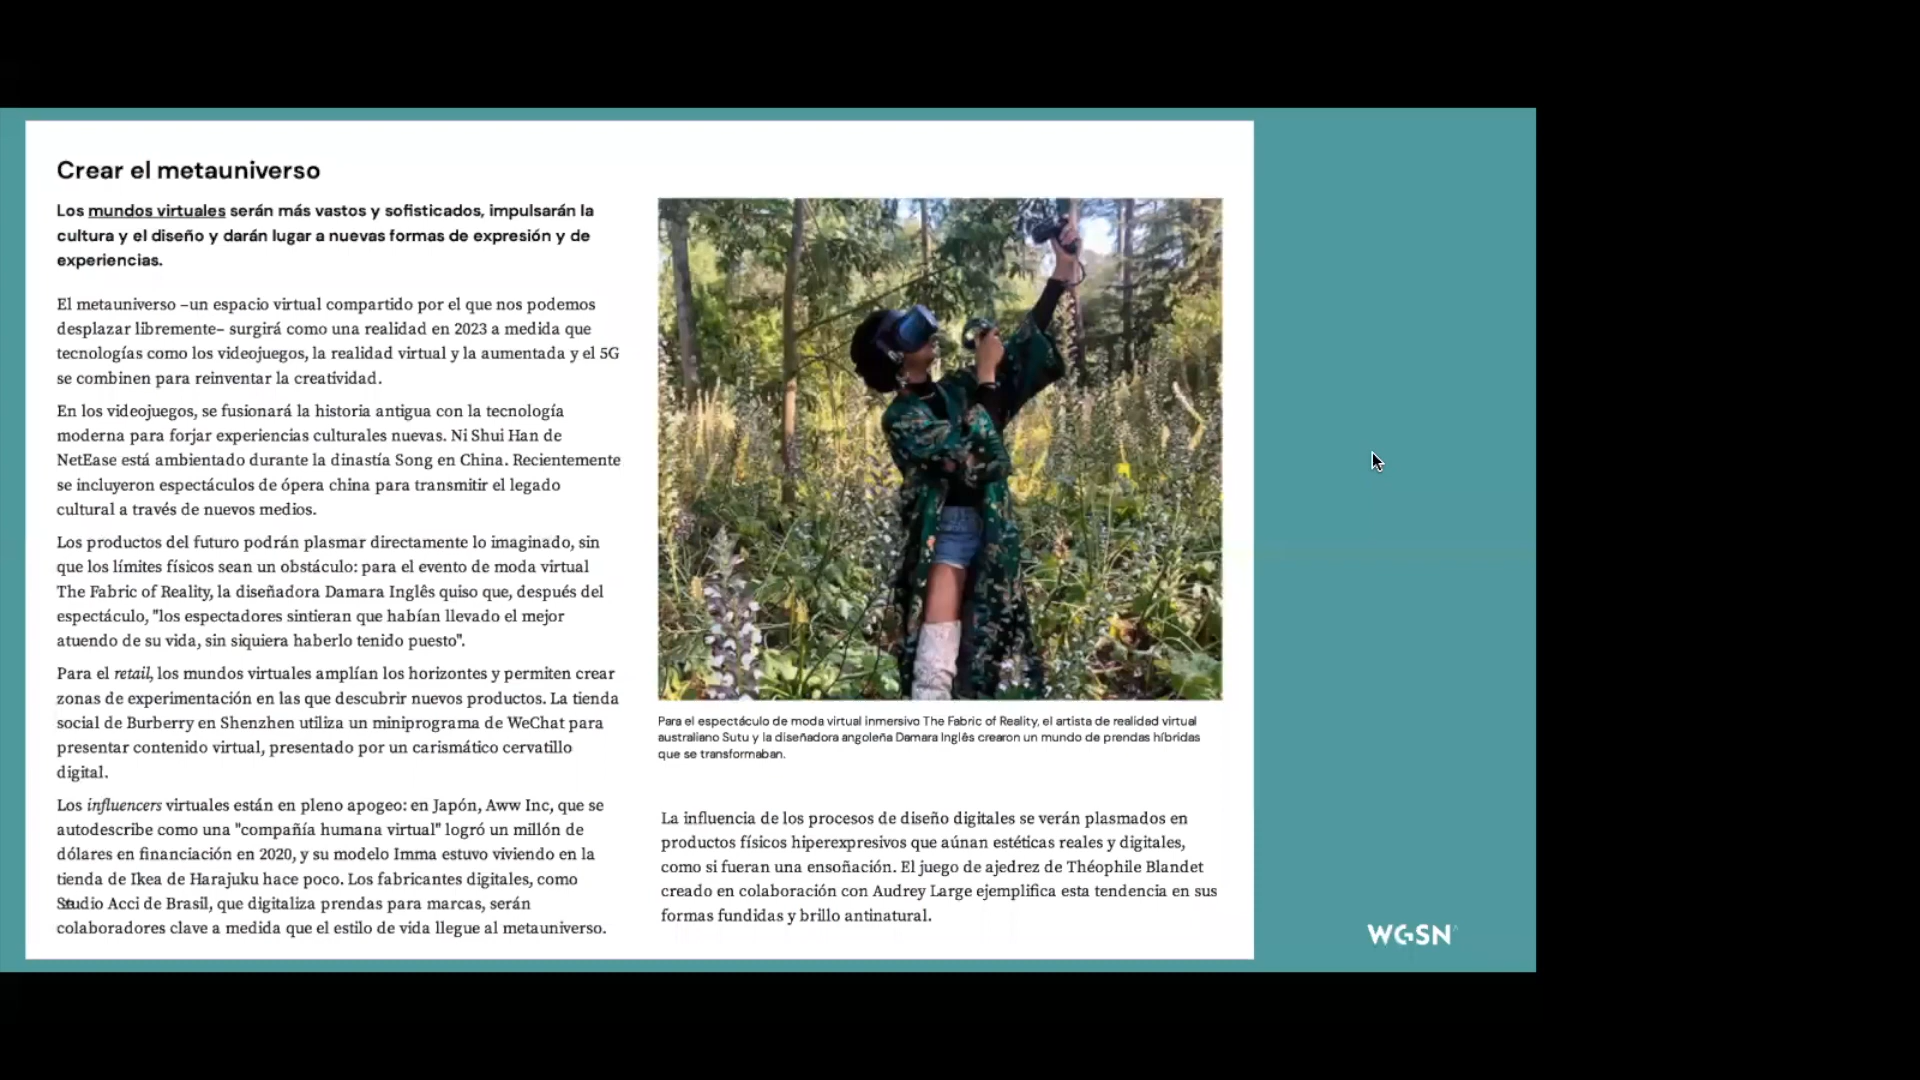 Crear el metauniverso
Los mundos virtuales serán más vastos y sofisticados, impulsarán la
cultura y el diseño y darán lugar a nuevas formas de expresión y de
experiencias.
El metauniverso –un espacio virtual compartido por el que nos podemos
desplazar libremente– surgirá como una realidad en 2023 a medida que
tecnologías como los videojuegos, la realidad virtual y la aumentada y el 5G
se combinen para reinventar la creatividad.
En los videojuegos, se fusionará la historia antigua con la tecnología
moderna para forjar experiencias culturales nuevas. Ni Shui Han de
NetEase está ambientado durante la dinastía Song en China. Recientemente
se incluyeron espectáculos de ópera china para transmitir el legado
cultural a través de nuevos medios.
Los productos del futuro podrán plasmar directamente lo imaginado, sin
que los límites físicos sean un obstáculo: para el evento de moda virtual
The Fabric of Reality, la diseñadora Damara Inglês quiso que, después del
espectáculo, "los espectadores sintieran que habían llevado el mejor
atuendo de su vida, sin siquiera haberlo tenido puesto".
Para el retail, los mundos virtuales amplían los horizontes y permiten crear
zonas de experimentación en las que descubrir nuevos productos. La tienda
social de Burberry en Shenzhen utiliza un miniprograma de WeChat para
presentar contenido virtual, presentado por un carismático cervatillo
digital.
Los influencers virtuales están en pleno apogeo: en Japón, Aww Inc, que se
autodescribe como una "compañía humana virtual" logró un millón de
dólares en financiación en 2020, y su modelo Imma estuvo viviendo en la
tienda de Ikea de Harajuku hace poco. Los fabricantes digitales, como
Studio Acci de Brasil, que digitaliza prendas para marcas, serán
colaboradores clave a medida que el estilo de vida llegue al metauniverso.
Para el espectáculo de moda virtual inmersivo The Fabric of Reality, el artista de realidad virtual
australiano Sutu y la diseñadora angoleña Damara Inglês crearon un mundo de prendas híbridas
que se transformaban.
La influencia de los procesos de diseño digitales se verán plasmados en
productos físicos hiperexpresivos que aúnan estéticas reales y digitales,
como si fueran una ensoñación. El juego de ajedrez de Théophile Blandet
creado en colaboración con Audrey Large ejemplifica esta tendencia en sus
formas fundidas y brillo antinatural.
WGSN